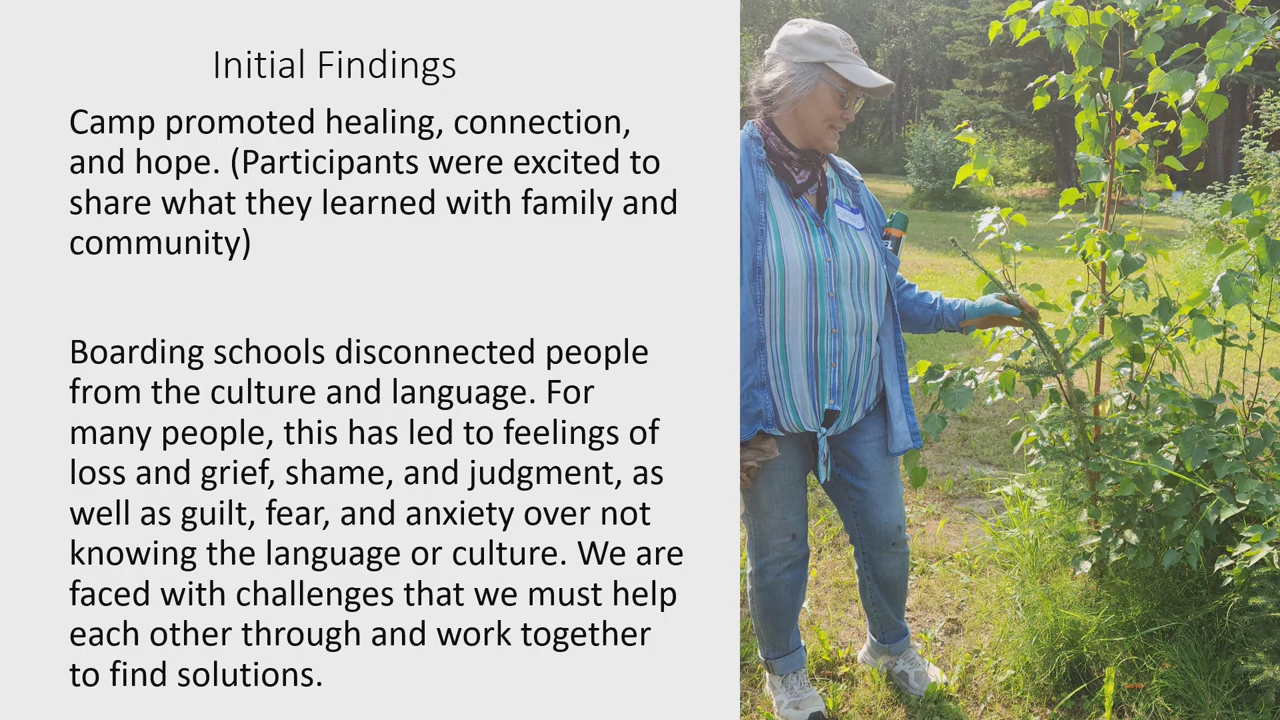 Initial Findings
Camp promoted healing, connection,
and hope. (Participants were excited to
share what they learned with family and
community)
Boarding schools disconnected people
from the culture and language. For
many people, this has led to feelings of
loss and grief, shame, and judgment, as
well as guilt, fear, and anxiety over not
knowing the language or culture. We are
faced with challenges that we must help
each other through and work together
to find solutions.